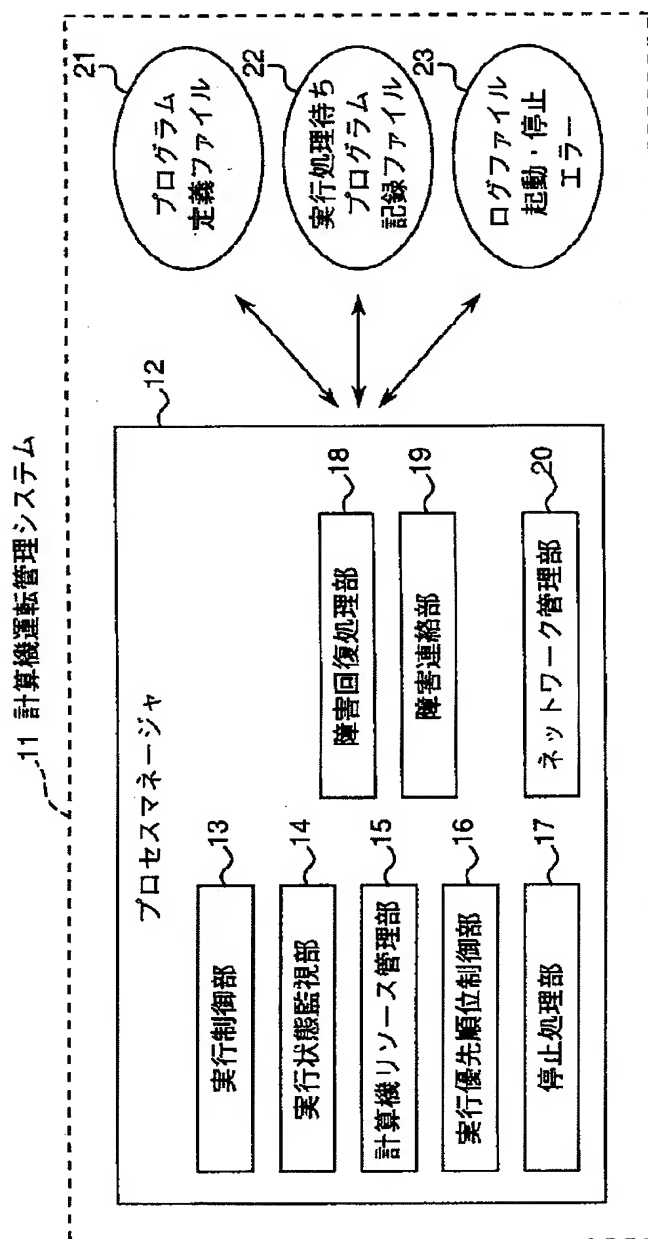 11 計算機運転管理システム
12
プロセスマネージャ
実行制御部
13
実行状態監視部
14
計算機リソース管理部
15
実行優先順位制御部
16
停止処理部
17
障害回復処理部
18
障害連絡部
19
ネットワーク管理部
20
プログラム
定義ファイル
21
実行処理待ち
プログラム
記録ファイル
22
ログファイル
起動・停止
エラー
23